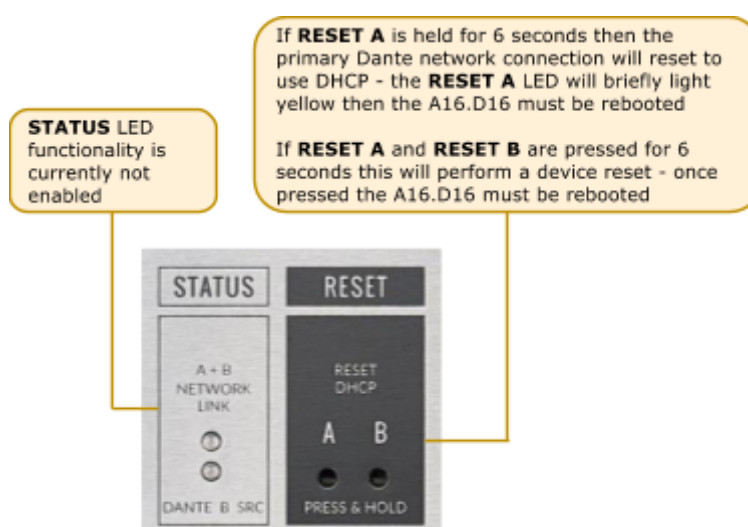 If RESET A is held for 6 seconds then the
primary Dante network connection will reset to
use DHCP - the RESET A LED will briefly light
yellow then the A16.D16 must be rebooted
If RESET A and RESET B are pressed for 6
seconds this will perform a device reset - once
pressed the A16.D16 must be rebooted
STATUS LED
functionality is
currently not
enabled
STATUS
RESET
A + B
NETWORK
LINK
DANTE B SRC
RESET
DHCP
A B
PRESS & HOLD